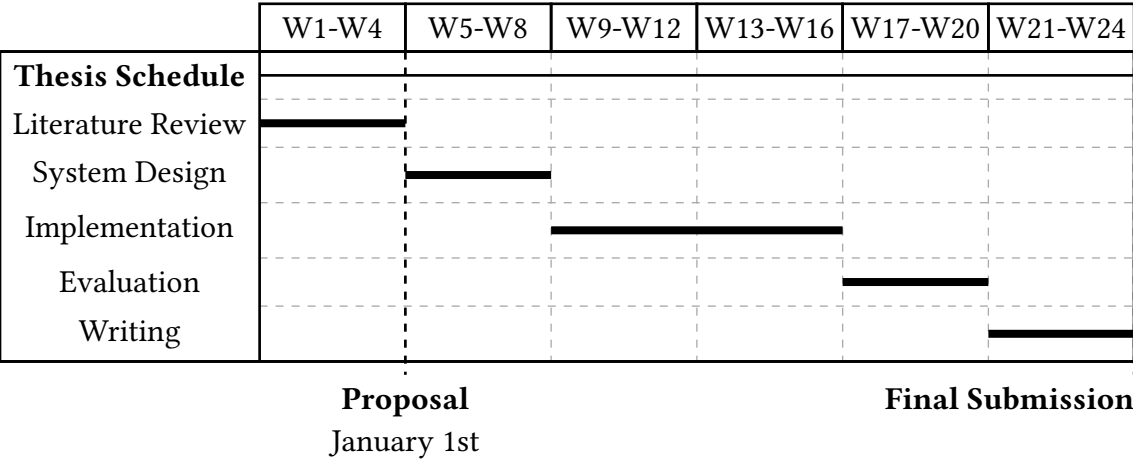 W1-W4 W5-W8 W9-W12 W13-W16 W17-W20 W21-W24
Thesis Schedule
Literature Review
System Design
Implementation
Evaluation
Writing
Proposal Final Submission
January 1st